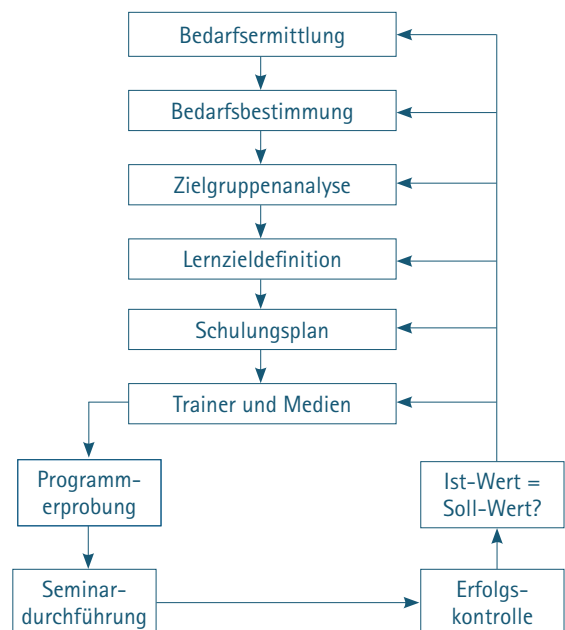 Bedarfsermittlung
Bedarfsbestimmung
Zielgruppenanalyse
Lernzieldefinition
Schulungsplan
Trainer und Medien
Programm-
erprobung
Ist-Wert =
Soll-Wert?
Seminar-
durchführung
Erfolgs-
kontrolle